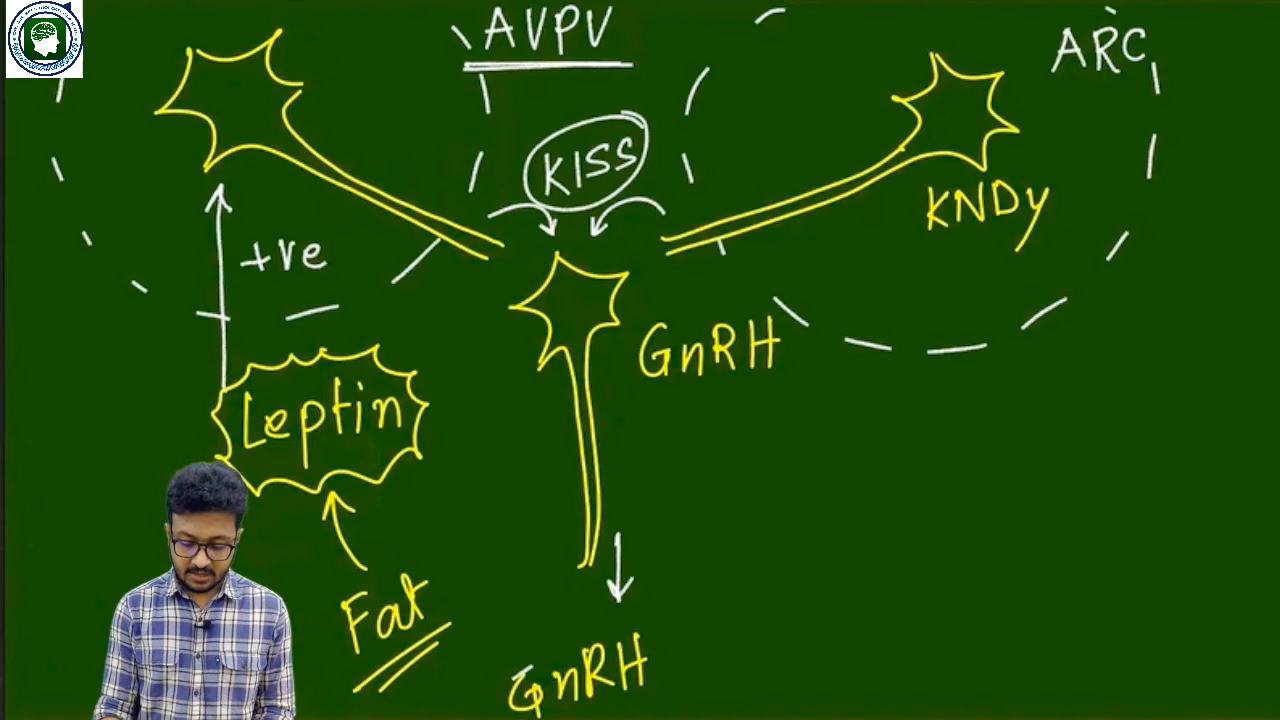 AVPV
ARC
KISS
KNDy
+ve
GnRH
Leptin
Fat
GnRH